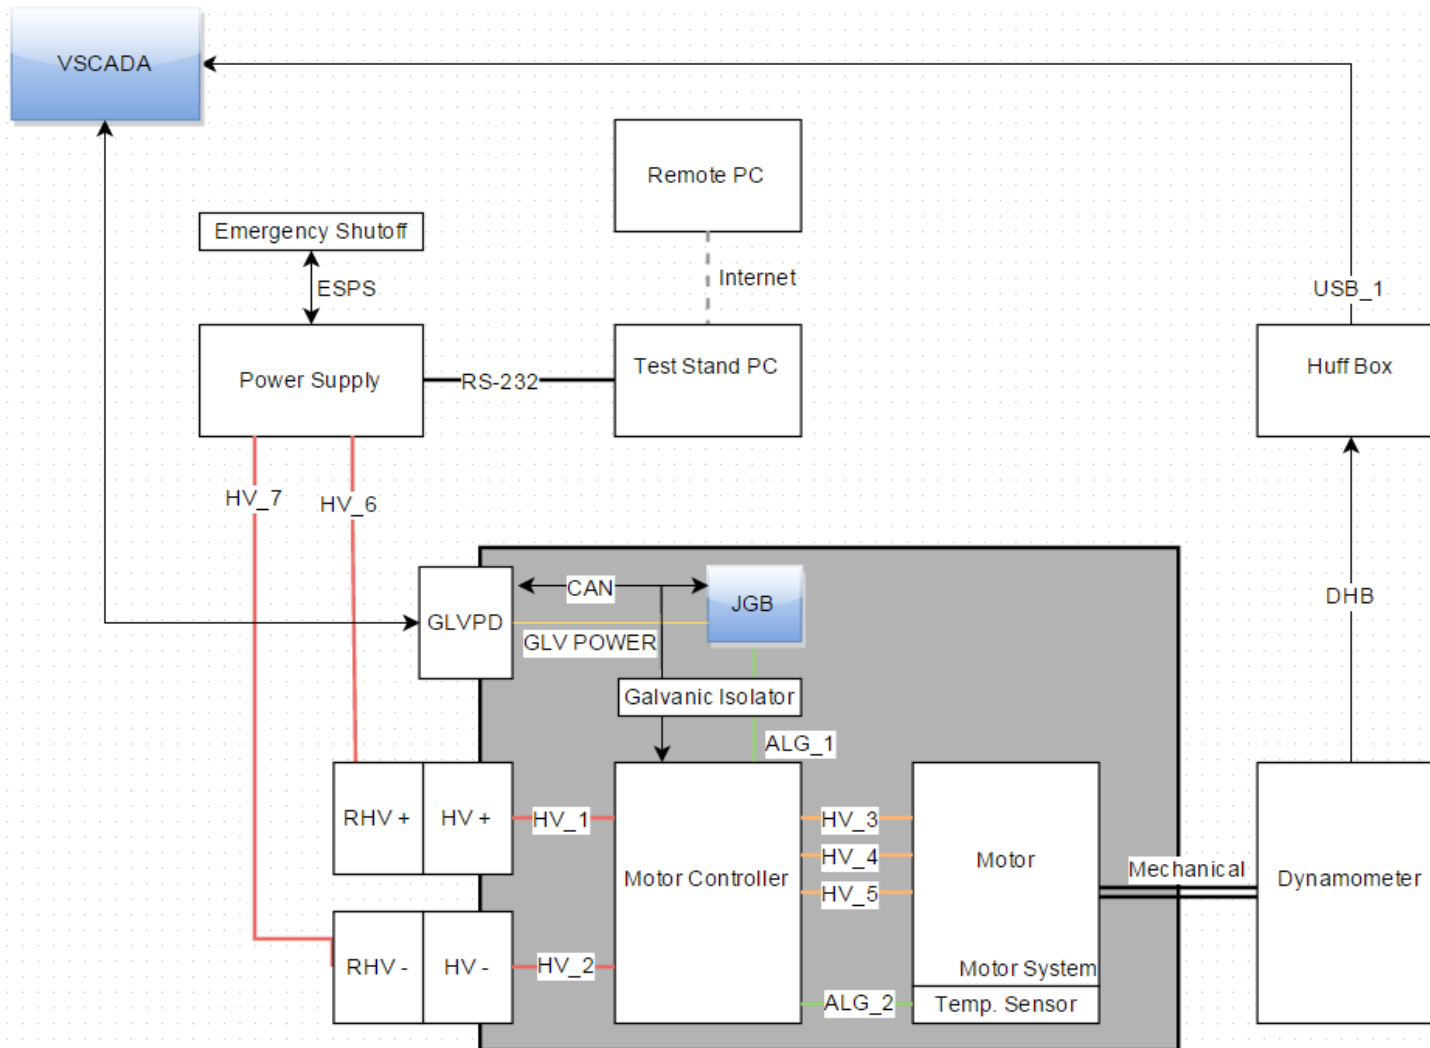 VSCADA
Remote PC
Emergency Shutoff
Internet
ESPS
USB_1
Power Supply
RS-232
Test Stand PC
Huff Box
HV_7
HV_6
CAN
JGB
DHB
GLVPD
GLV POWER
Galvanic Isolator
ALG_1
RHV +
HV +
HV_1
HV_3
HV_4
HV_5
Motor Controller
Motor
Mechanical
Dynamometer
RHV -
HV -
HV_2
Motor System
ALG_2
Temp. Sensor